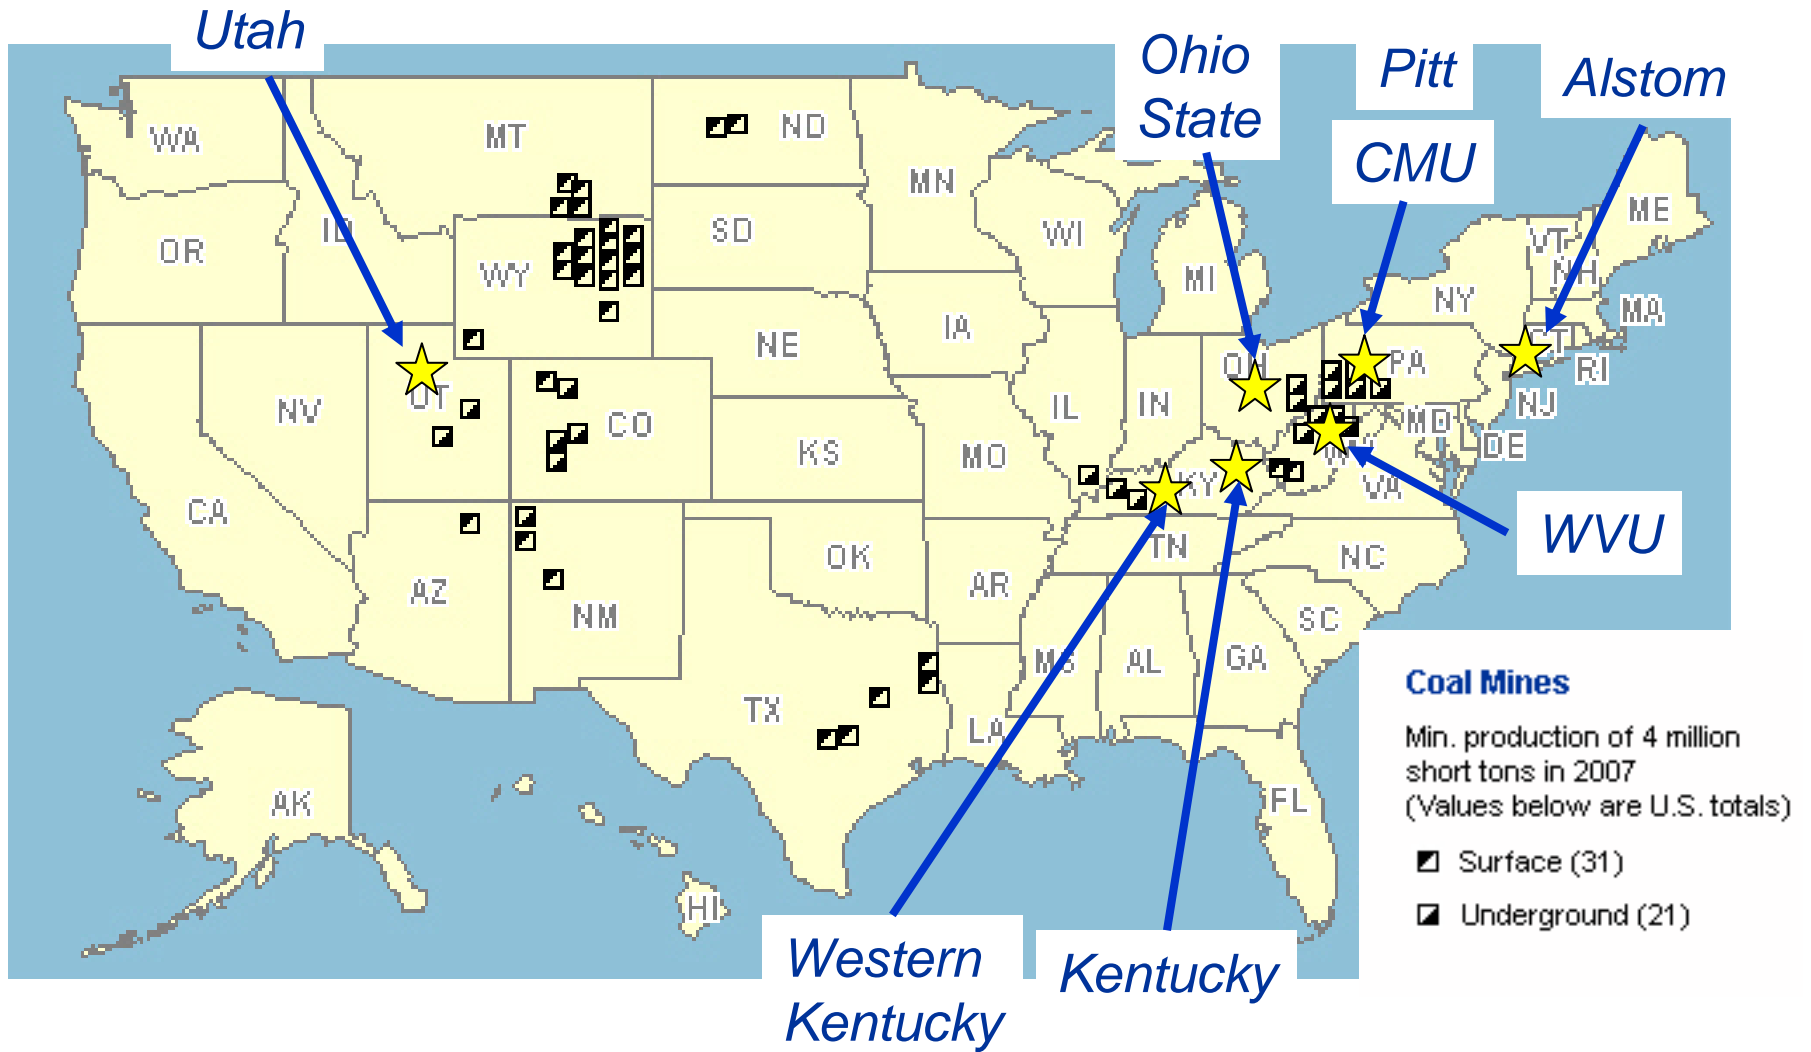 Utah
Ohio
State
Pitt
CMU
Alstom
WA
MT
ND
MN
OR
ID
WY
SD
WI
MI
ME
VT
NH
NY
MA
IA
NE
NV
UT
CO
KS
MO
IL
IN
OH
PA
CT
RI
NJ
MD
DE
KY
W
VA
WVU
CA
AZ
NM
OK
AR
TN
NC
SC
TX
LA
MS
AL
GA
FL
AK
HI
Western
Kentucky
Kentucky
Coal Mines
Min. production of 4 million
short tons in 2007
(Values below are U.S. totals)
Surface (31)
Underground (21)